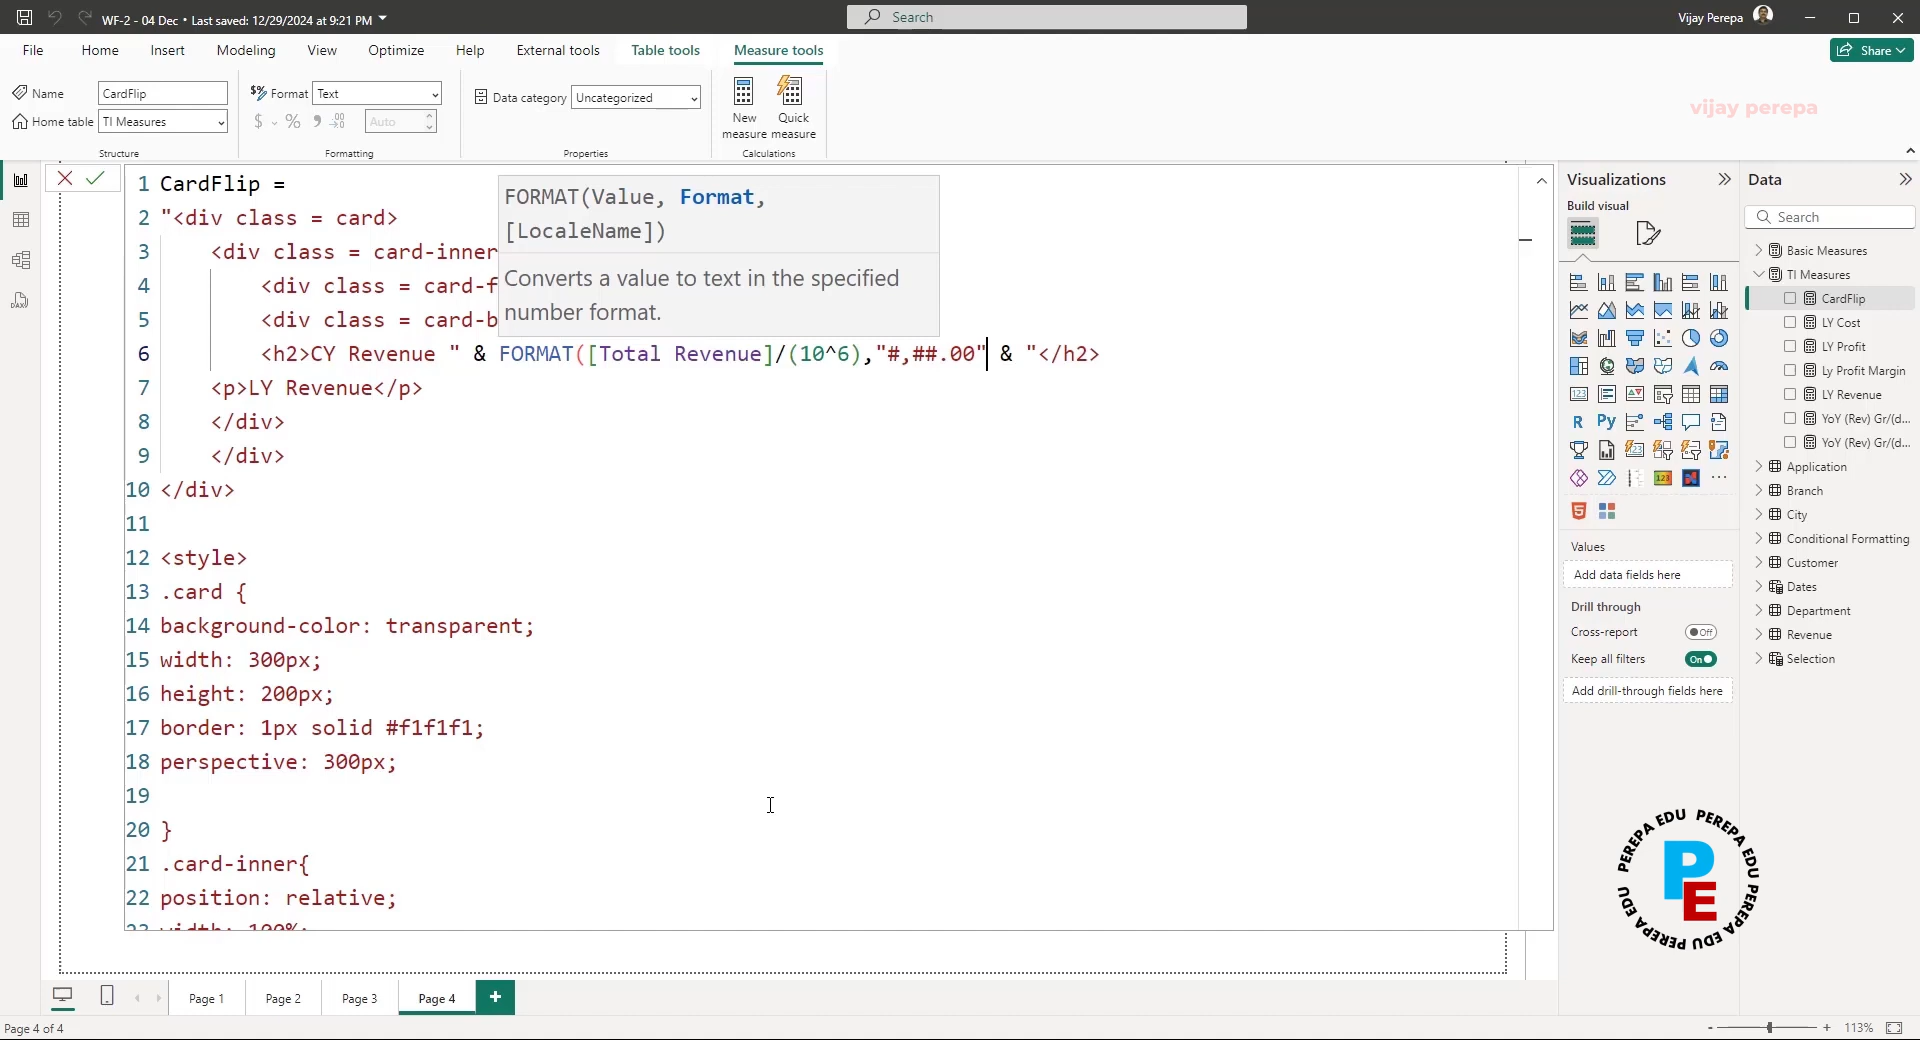 WF-2 - 04 Dec • Last saved: 12/29/2024 at 9:21 PM
Search
Vijay Perepa
File Home Insert Modeling View Optimize Help External tools Table tools Measure tools
Share
Name CardFlip
Home table TI Measures
Structure
Format Text
Auto
Formatting
Data category Uncategorized
Properties
New measure
Quick measure
Calculations
vijay perepa
1 CardFlip =
2 "<div class = card>
3 <div class = card-inner
4 <div class = card-f
5 <div class = card-b
6 <h2>CY Revenue " & FORMAT([Total Revenue]/(10^6),"#,##.00" & "</h2>
7 <p>LY Revenue</p>
8 </div>
9 </div>
10 </div>
11
12 <style>
13 .card {
14 background-color: transparent;
15 width: 300px;
16 height: 200px;
17 border: 1px solid #f1f1f1;
18 perspective: 300px;
19
20 }
21 .card-inner{
22 position: relative;
23 width: 100%;
FORMAT(Value, Format,
[LocaleName])
Converts a value to text in the specified
number format.
Visualizations
Build visual
Values
Add data fields here
Drill through
Cross-report Off
Keep all filters On
Add drill-through fields here
Data
Search
Basic Measures
TI Measures
CardFlip
LY Cost
LY Profit
Ly Profit Margin
LY Revenue
YoY (Rev) Gr/(d...
YoY (Rev) Gr/(d...
Application
Branch
City
Conditional Formatting
Customer
Dates
Department
Revenue
Selection
PEREPA EDU PEREPA EDU PEREPA EDU PEREPA EDU
PE
Page 1 Page 2 Page 3 Page 4 +
Page 4 of 4
- + 113%